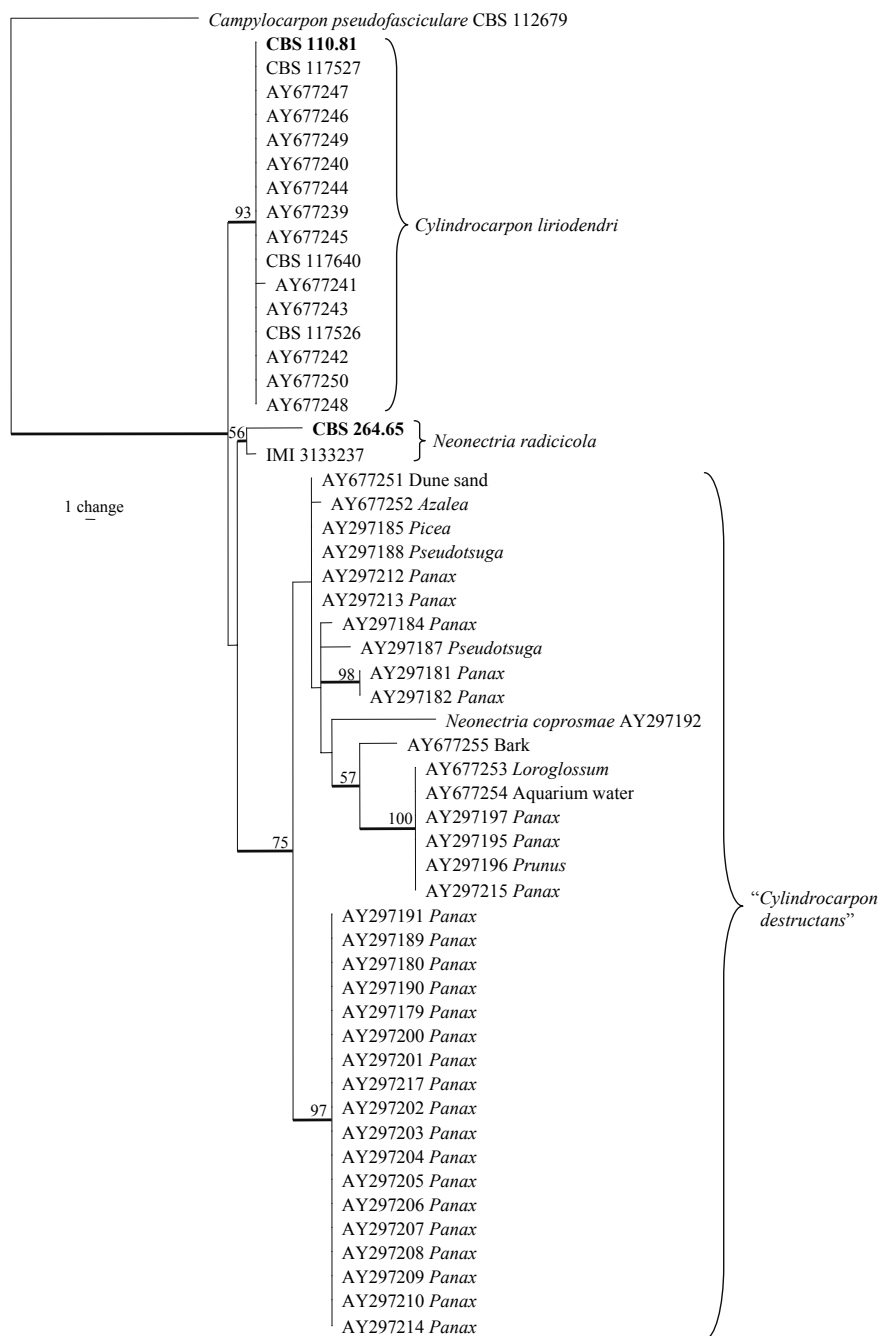 Campylocarpon pseudofasciculare CBS 112679
CBS 110.81
CBS 117527
AY677247
AY677246
AY677249
AY677240
AY677244
93
AY677239
Cylindrocarpon liriodendri
AY677245
CBS 117640
AY677241
AY677243
CBS 117526
AY677242
AY677250
AY677248
56
CBS 264.65
Neonectria radicicola
IMI 3133237
AY677251 Dune sand
1 change
AY677252 Azalea
AY297185 Picea
AY297188 Pseudotsuga
AY297212 Panax
AY297213 Panax
AY297184 Panax
AY297187 Pseudotsuga
98
AY297181 Panax
AY297182 Panax
Neonectria coprosmae AY297192
AY677255 Bark
57
AY677253 Loroglossum
AY677254 Aquarium water
100
AY297197 Panax
75
AY297195 Panax
AY297196 Prunus
AY297215 Panax
“Cylindrocarpon
destructans”
AY297191 Panax
AY297189 Panax
AY297180 Panax
AY297190 Panax
AY297179 Panax
AY297200 Panax
AY297201 Panax
AY297217 Panax
97
AY297202 Panax
AY297203 Panax
AY297204 Panax
AY297205 Panax
AY297206 Panax
AY297207 Panax
AY297208 Panax
AY297209 Panax
AY297210 Panax
AY297214 Panax